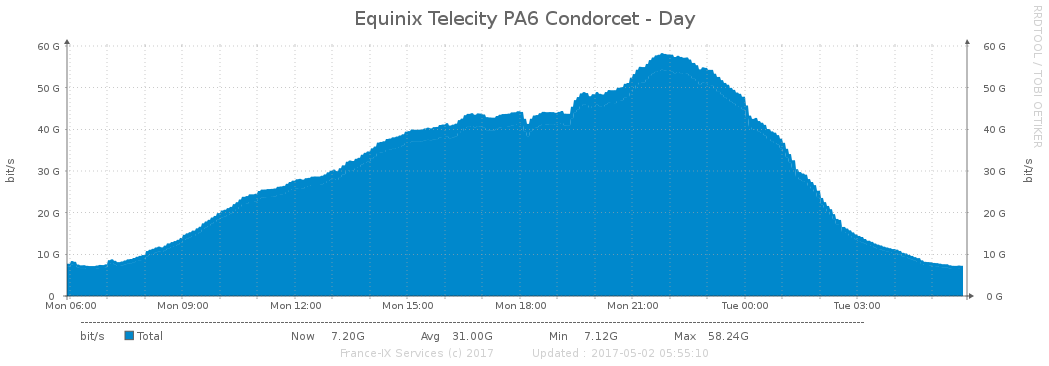 Equinix Telecity PA6 Condorcet - Day
RRDTOOL / TOBI OETIKER
bit/s
bit/s
60 G 60 G
50 G 50 G
40 G 40 G
30 G 30 G
20 G 20 G
10 G 10 G
0 0 G
Mon 06:00 Mon 09:00 Mon 12:00 Mon 15:00 Mon 18:00 Mon 21:00 Tue 00:00 Tue 03:00
bit/s Total Now 7.20G Avg 31.00G Min 7.12G Max 58.24G
France-IX Services (c) 2017 Updated : 2017-05-02 05:55:10